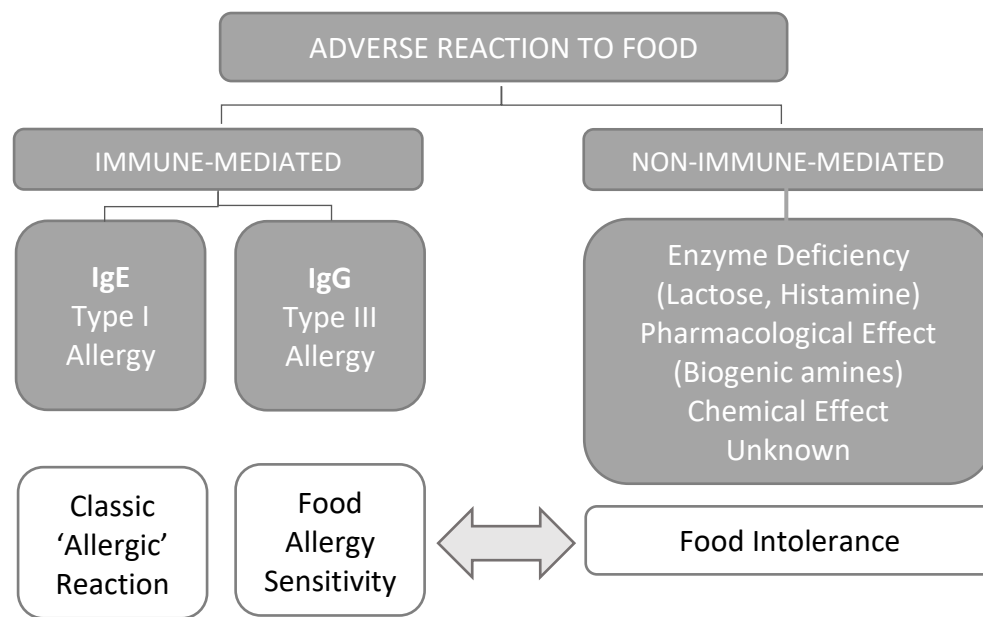 ADVERSE REACTION TO FOOD
IMMUNE-MEDIATED
NON-IMMUNE-MEDIATED
IgE
Type I
Allergy
IgG
Type III
Allergy
Enzyme Deficiency
(Lactose, Histamine)
Pharmacological Effect
(Biogenic amines)
Chemical Effect
Unknown
Classic
‘Allergic’
Reaction
Food
Allergy
Sensitivity
Food Intolerance